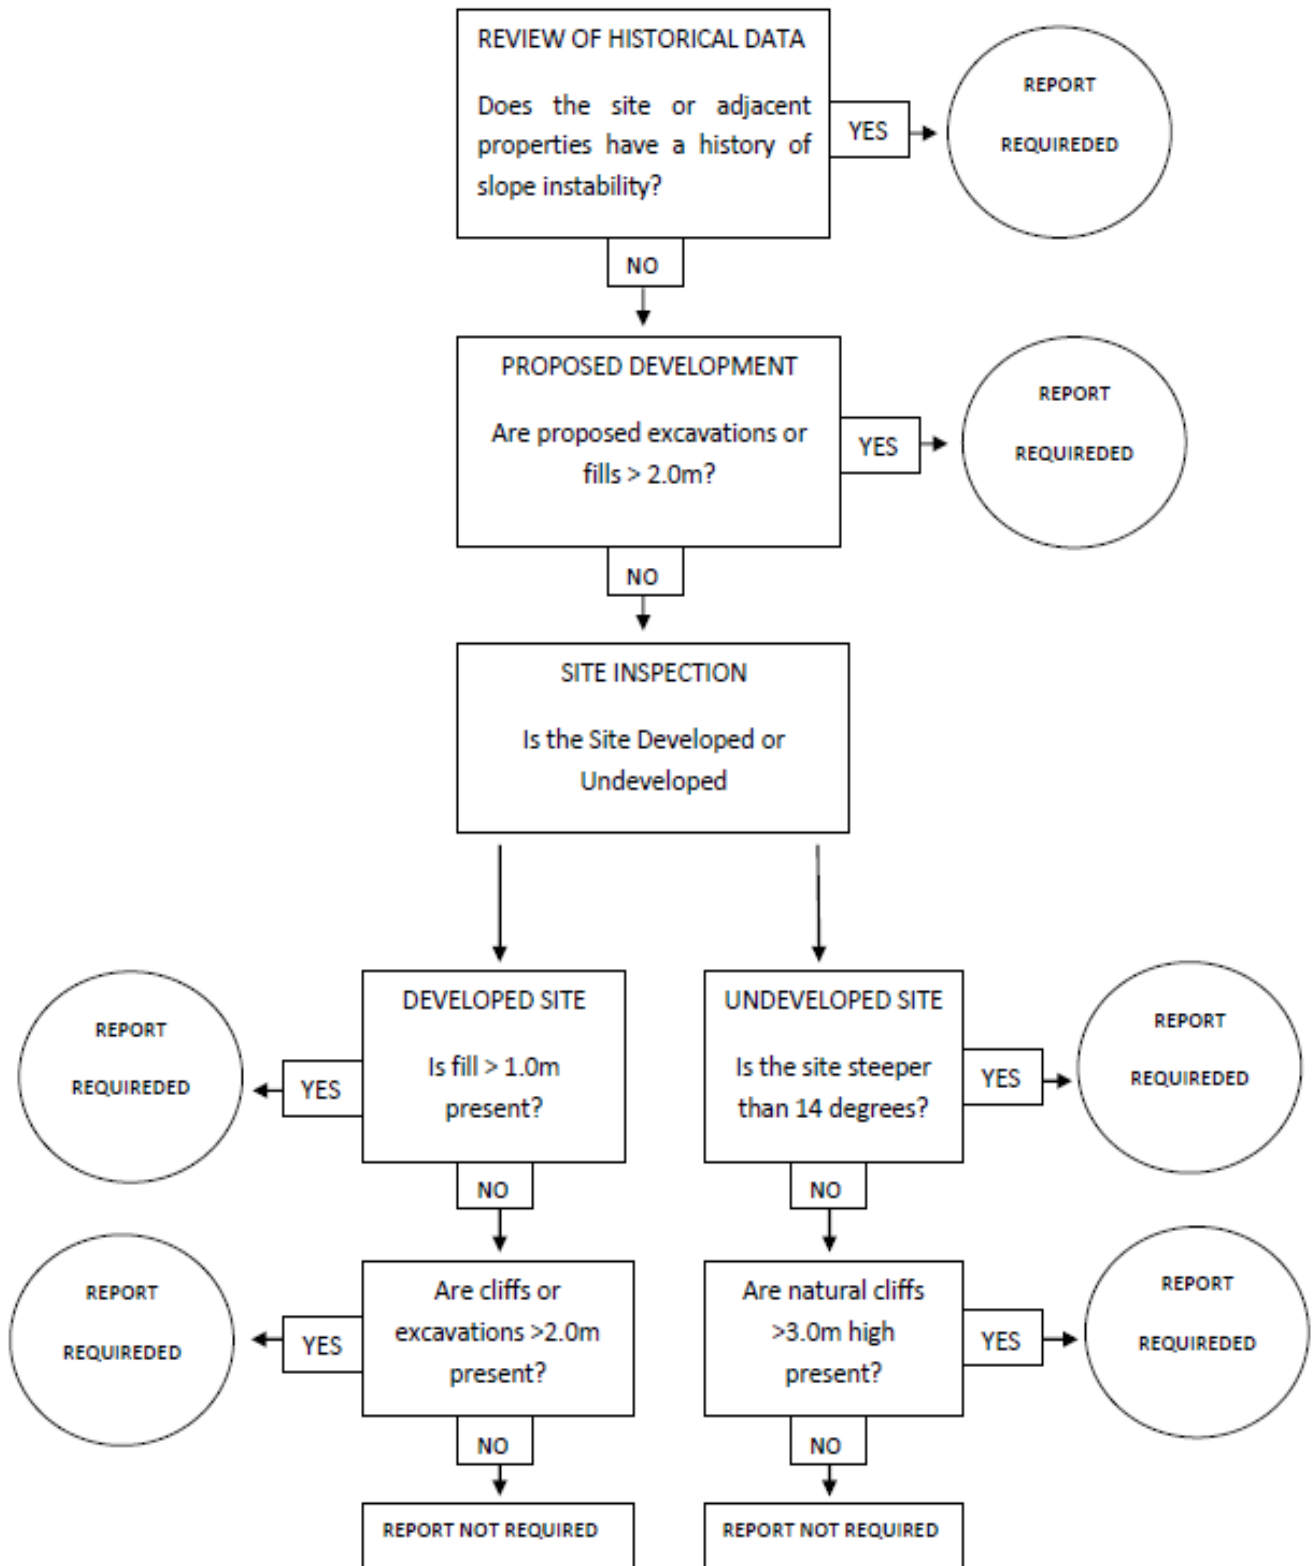 REVIEW OF HISTORICAL DATA
Does the site or adjacent
properties have a history of
slope instability?
YES
REPORT
REQUIREDED
NO
PROPOSED DEVELOPMENT
Are proposed excavations or
fills > 2.0m?
YES
REPORT
REQUIREDED
NO
SITE INSPECTION
Is the Site Developed or
Undeveloped
DEVELOPED SITE
Is fill > 1.0m
present?
YES
REPORT
REQUIREDED
NO
UNDEVELOPED SITE
Is the site steeper
than 14 degrees?
YES
REPORT
REQUIREDED
NO
Are cliffs or
excavations >2.0m
present?
YES
REPORT
REQUIREDED
NO
Are natural cliffs
>3.0m high
present?
YES
REPORT
REQUIREDED
NO
REPORT NOT REQUIRED
REPORT NOT REQUIRED